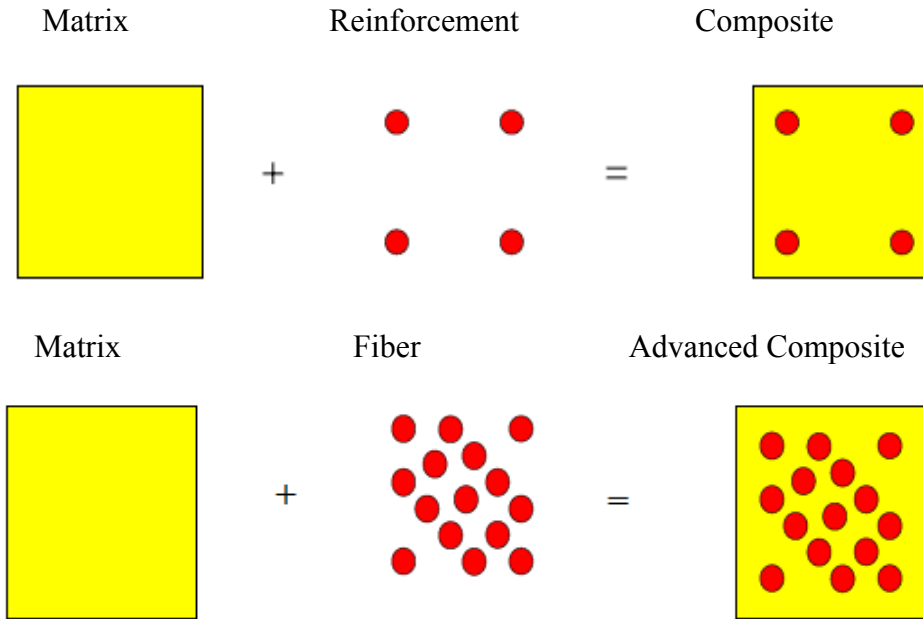 Matrix Reinforcement Composite
+ =
Matrix Fiber Advanced Composite
+ =